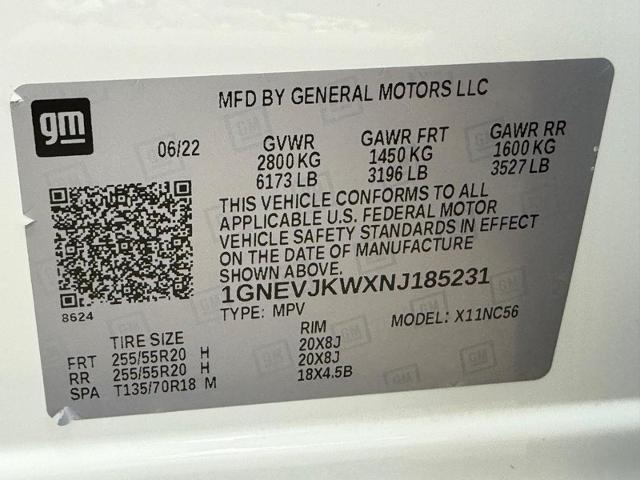 MFD BY GENERAL MOTORS LLC
gm
06/22 GVWR GAWR FRT GAWR RR
2800 KG 1450 KG 1600 KG
6173 LB 3196 LB 3527 LB
THIS VEHICLE CONFORMS TO ALL
APPLICABLE U.S. FEDERAL MOTOR
VEHICLE SAFETY STANDARDS IN EFFECT
ON THE DATE OF MANUFACTURE
SHOWN ABOVE.
1GNEVJKWXNJ185231
8624
TYPE: MPV MODEL: X11NC56
TIRE SIZE RIM
FRT 255/55R20 H 20X8J
RR 255/55R20 H 20X8J
SPA T135/70R18 M 18X4.5B